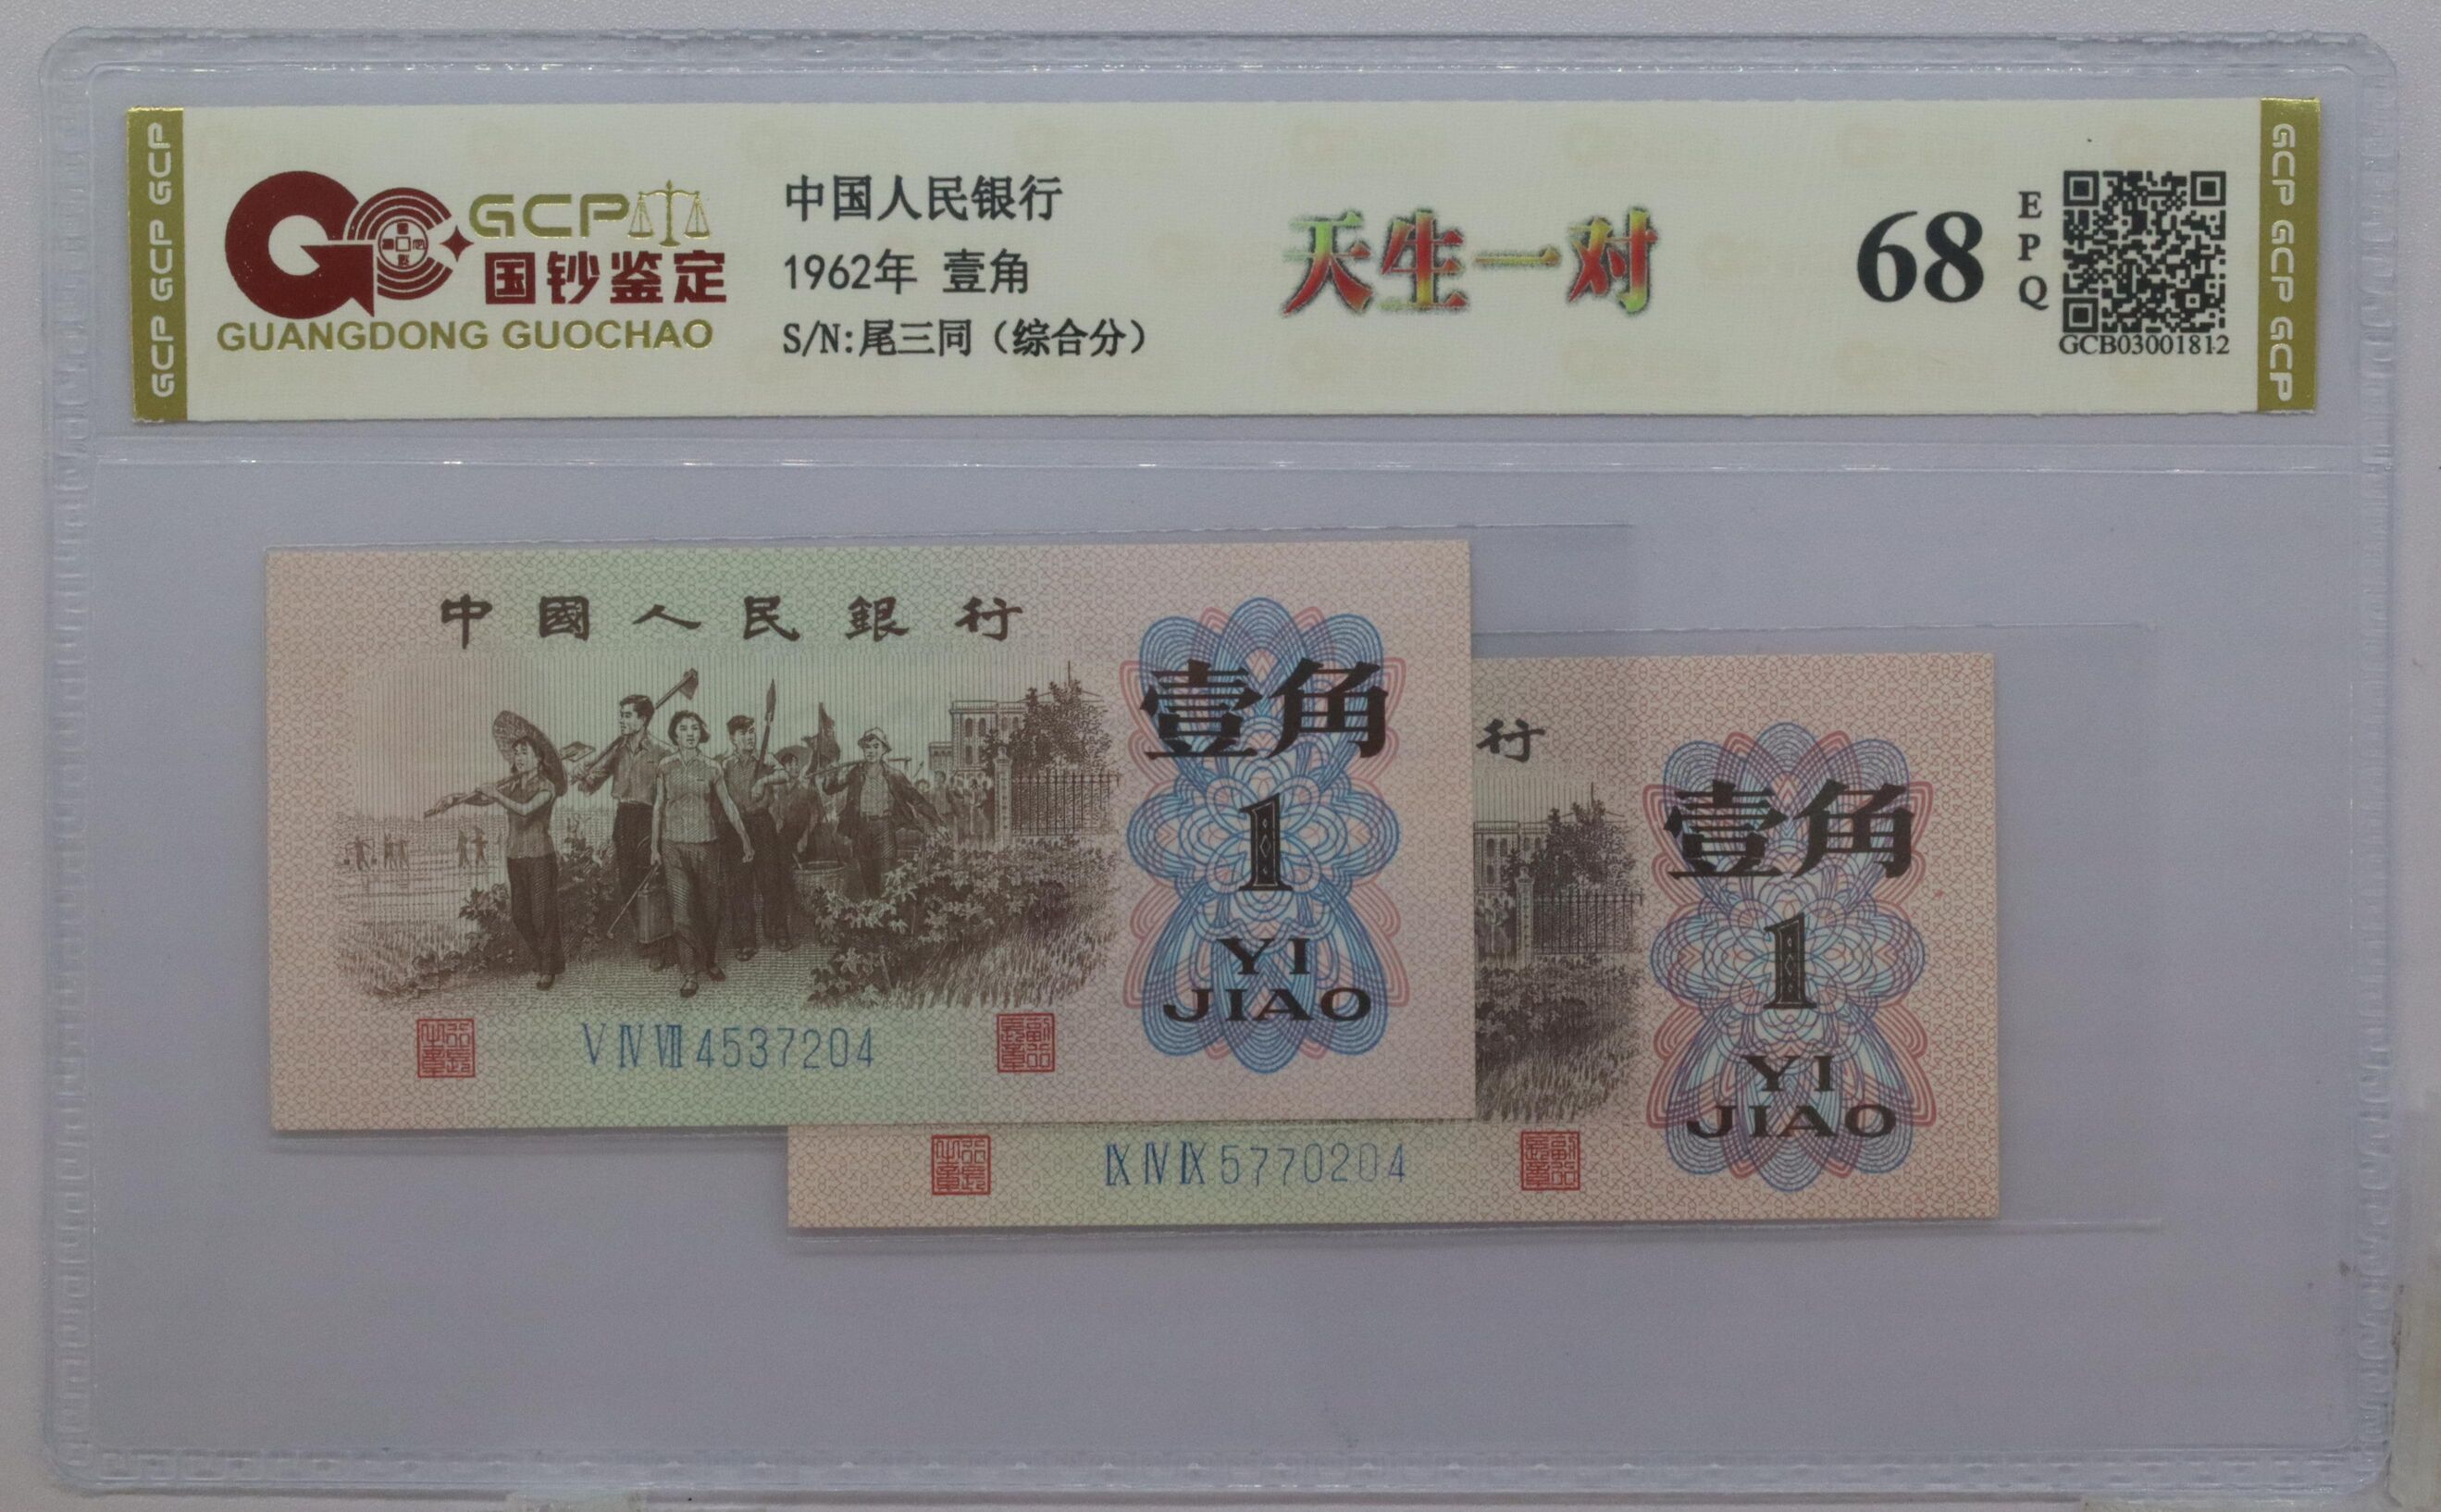 GCP GCP GCP
GCP
国钞鉴定
GUANGDONG GUOCHAO
中国人民银行
1962年 壹角
S/N:尾三同（综合分）
天生一对
68
E
P
Q
GCB03001812
GCP GCP GCP
中國人民銀行
壹角
1
YI
JIAO
V IV VIII 4537204
行
壹角
1
YI
JIAO
IX IV IX 5770204